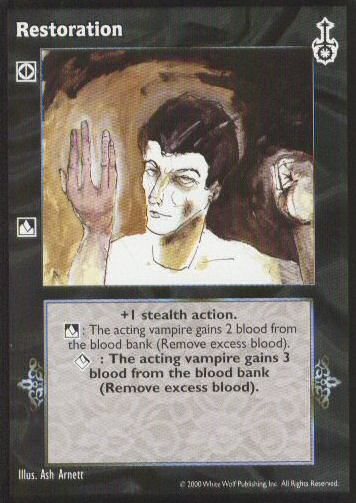 Restoration
+1 stealth action.
: The acting vampire gains 2 blood from
the blood bank (Remove excess blood).
: The acting vampire gains 3
blood from the blood bank
(Remove excess blood).
Illus. Ash Arnett
© 2000 White Wolf Publishing, Inc. All Rights Reserved.